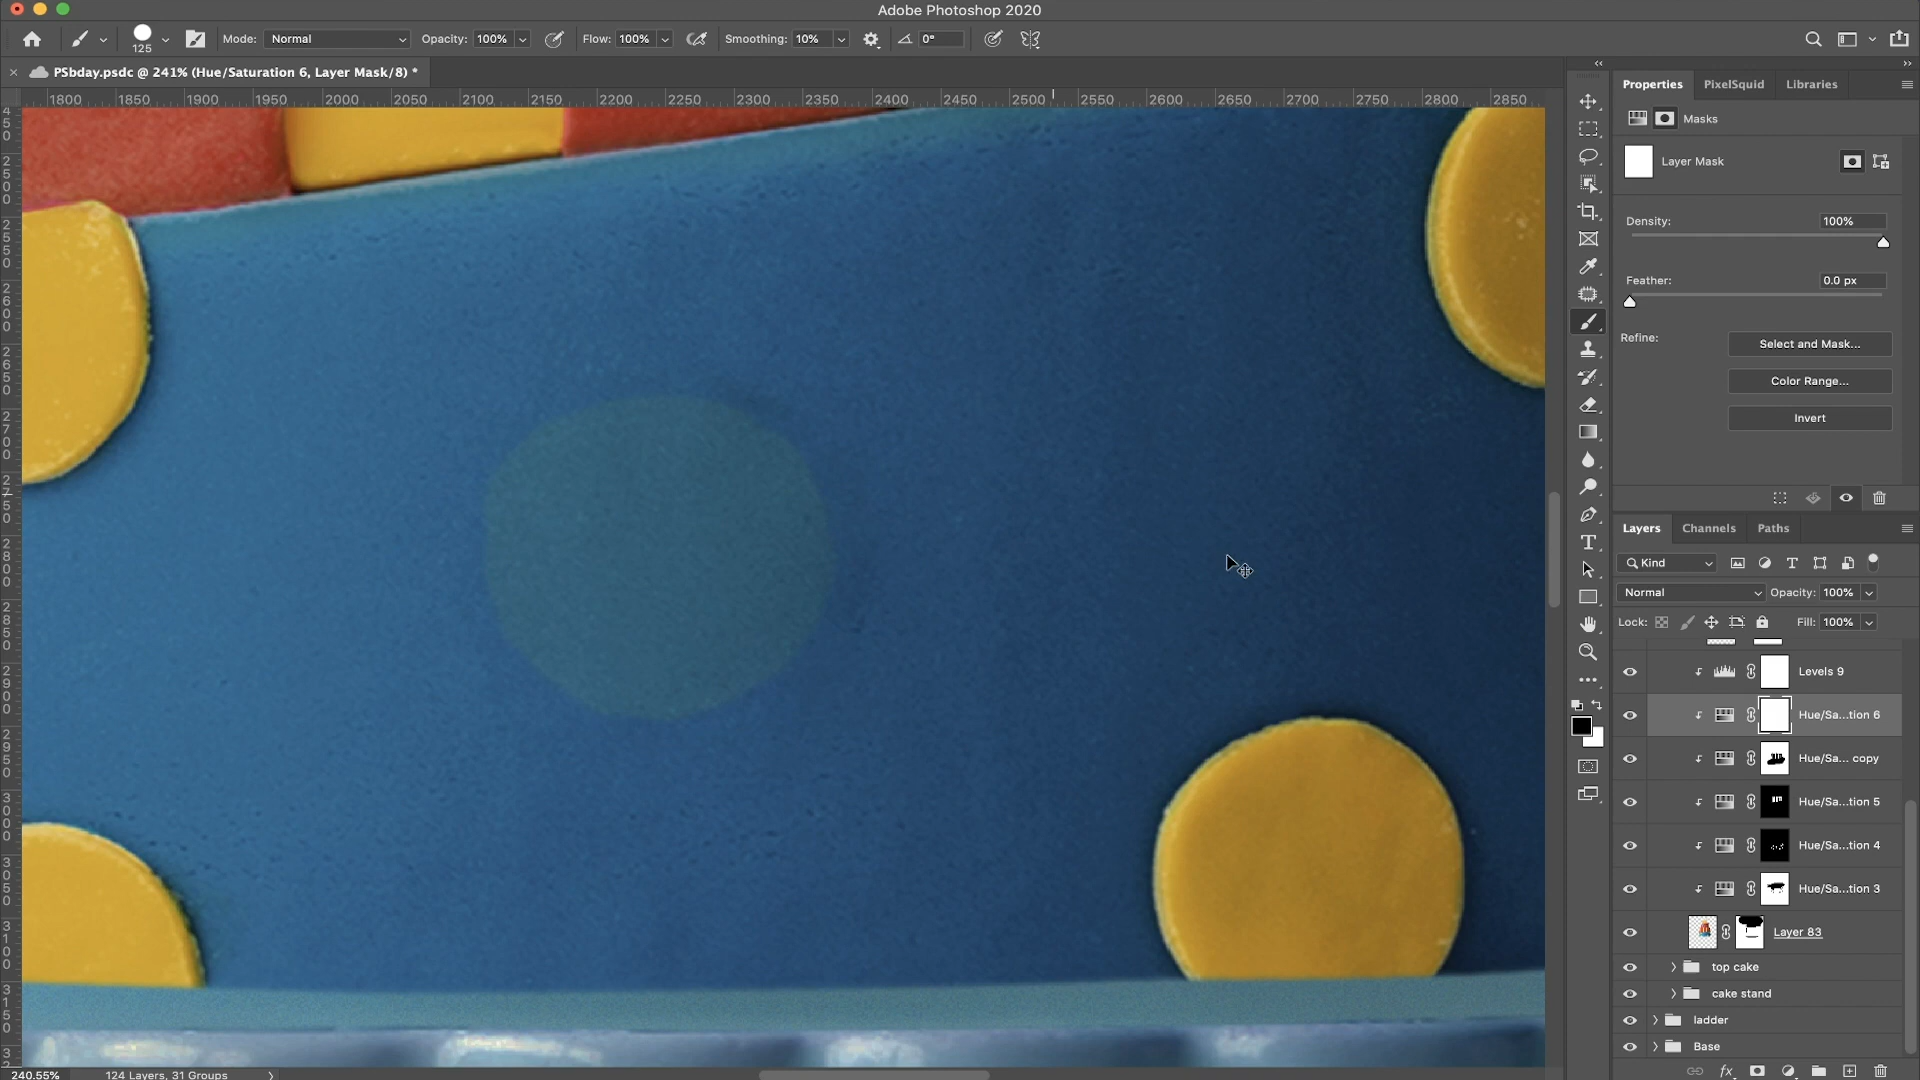 Adobe Photoshop 2020
125 Mode: Normal Opacity: 100% Flow: 100% Smoothing: 10% 0°
PSbday.psdc @ 241% (Hue/Saturation 6, Layer Mask/8) *
1800 1850 1900 1950 2000 2050 2100 2150 2200 2250 2300 2350 2400 2450 2500 2550 2600 2650 2700 2750 2800 2850
Properties PixelSquid Libraries
Masks
Layer Mask
Density: 100%
Feather: 0.0 px
Refine: Select and Mask...
Color Range...
Invert
Layers Channels Paths
Kind
Normal Opacity: 100%
Lock: Fill: 100%
Levels 9
Hue/Sa...tion 6
Hue/Sa... copy
Hue/Sa...tion 5
Hue/Sa...tion 4
Hue/Sa...tion 3
Layer 83
top cake
cake stand
ladder
Base
fx
240.55% 124 Layers, 31 Groups